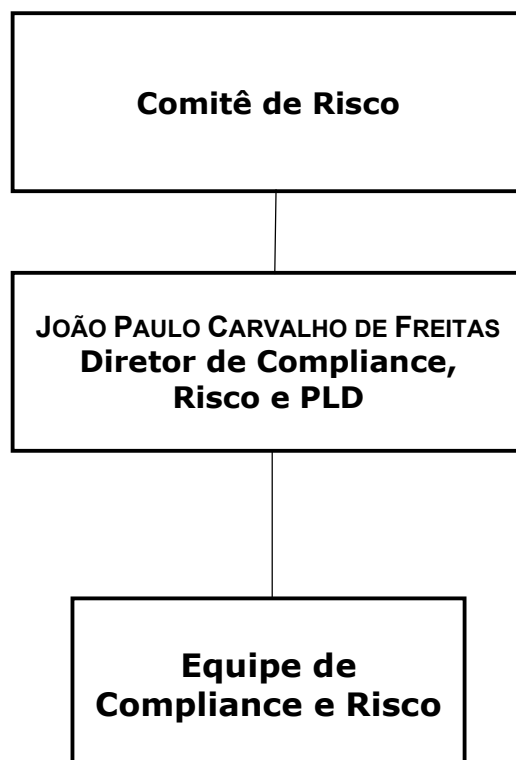 Comitê de Risco
JOÃO PAULO CARVALHO DE FREITAS
Diretor de Compliance,
Risco e PLD
Equipe de
Compliance e Risco